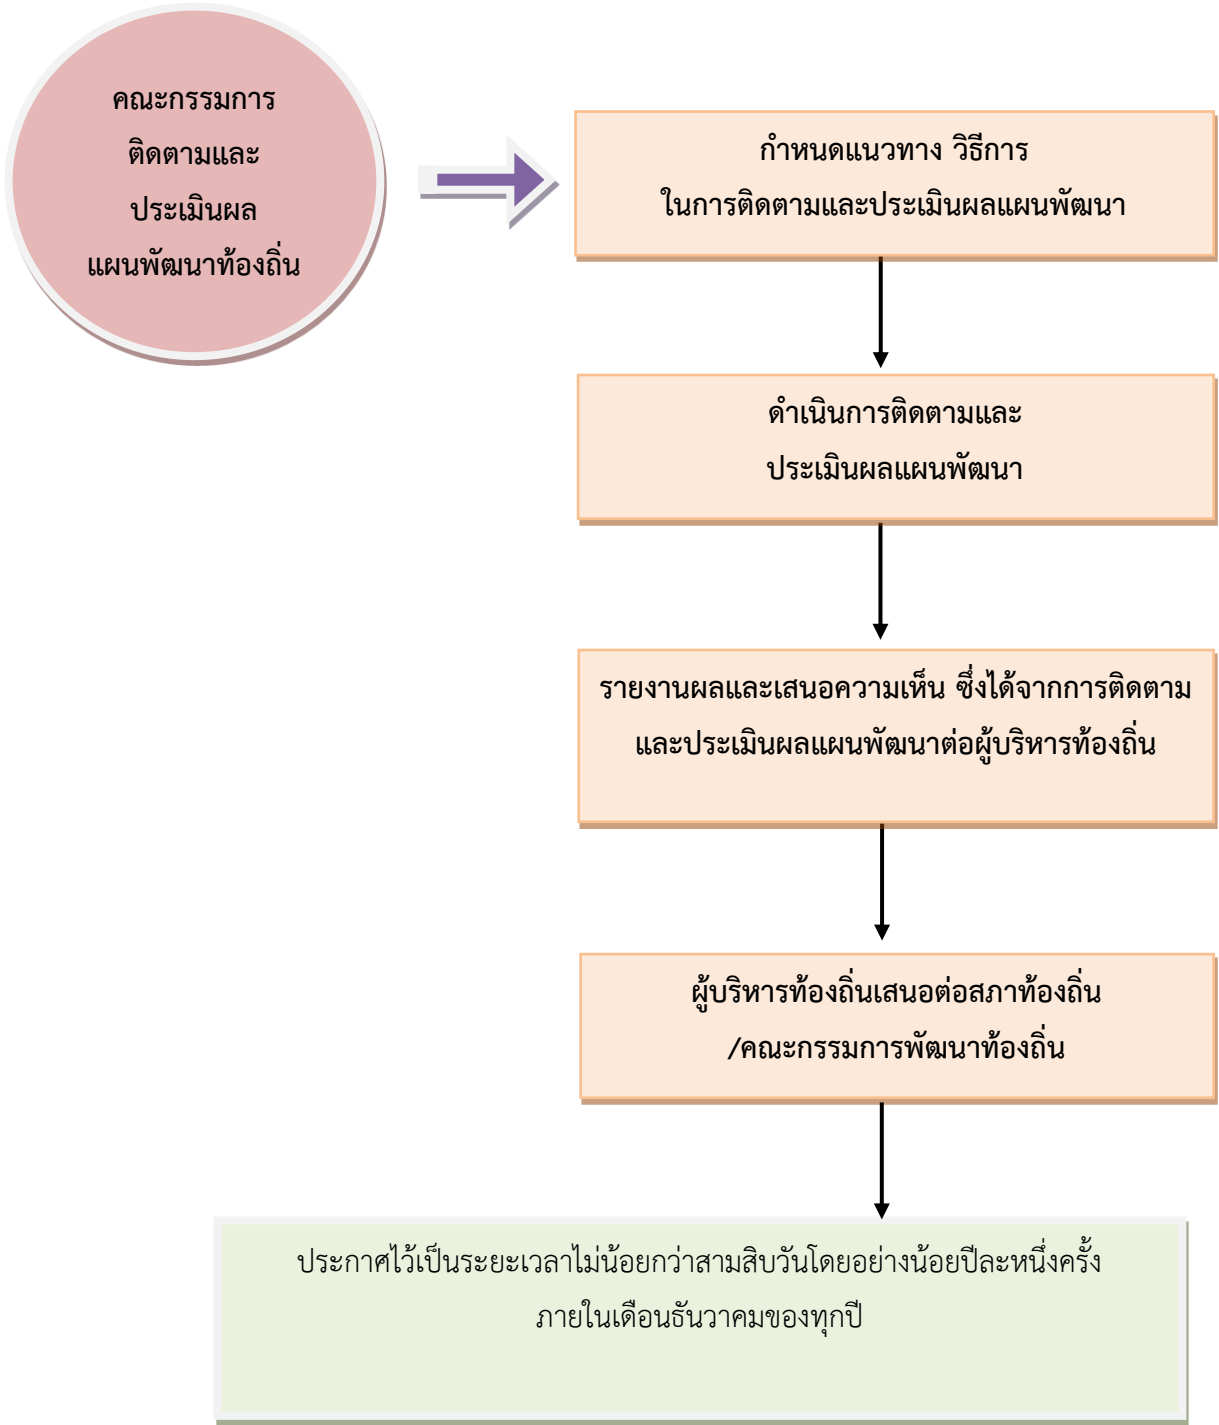 คณะกรรมการ
ติดตามและ
ประเมินผล
แผนพัฒนาท้องถิ่น
กำหนดแนวทาง วิธีการ
ในการติดตามและประเมินผลแผนพัฒนา
ดำเนินการติดตามและ
ประเมินผลแผนพัฒนา
รายงานผลและเสนอความเห็น ซึ่งได้จากการติดตาม
และประเมินผลแผนพัฒนาต่อผู้บริหารท้องถิ่น
ผู้บริหารท้องถิ่นเสนอต่อสภาท้องถิ่น
/คณะกรรมการพัฒนาท้องถิ่น
ประกาศไว้เป็นระยะเวลาไม่น้อยกว่าสามสิบวันโดยอย่างน้อยปีละหนึ่งครั้ง
ภายในเดือนธันวาคมของทุกปี